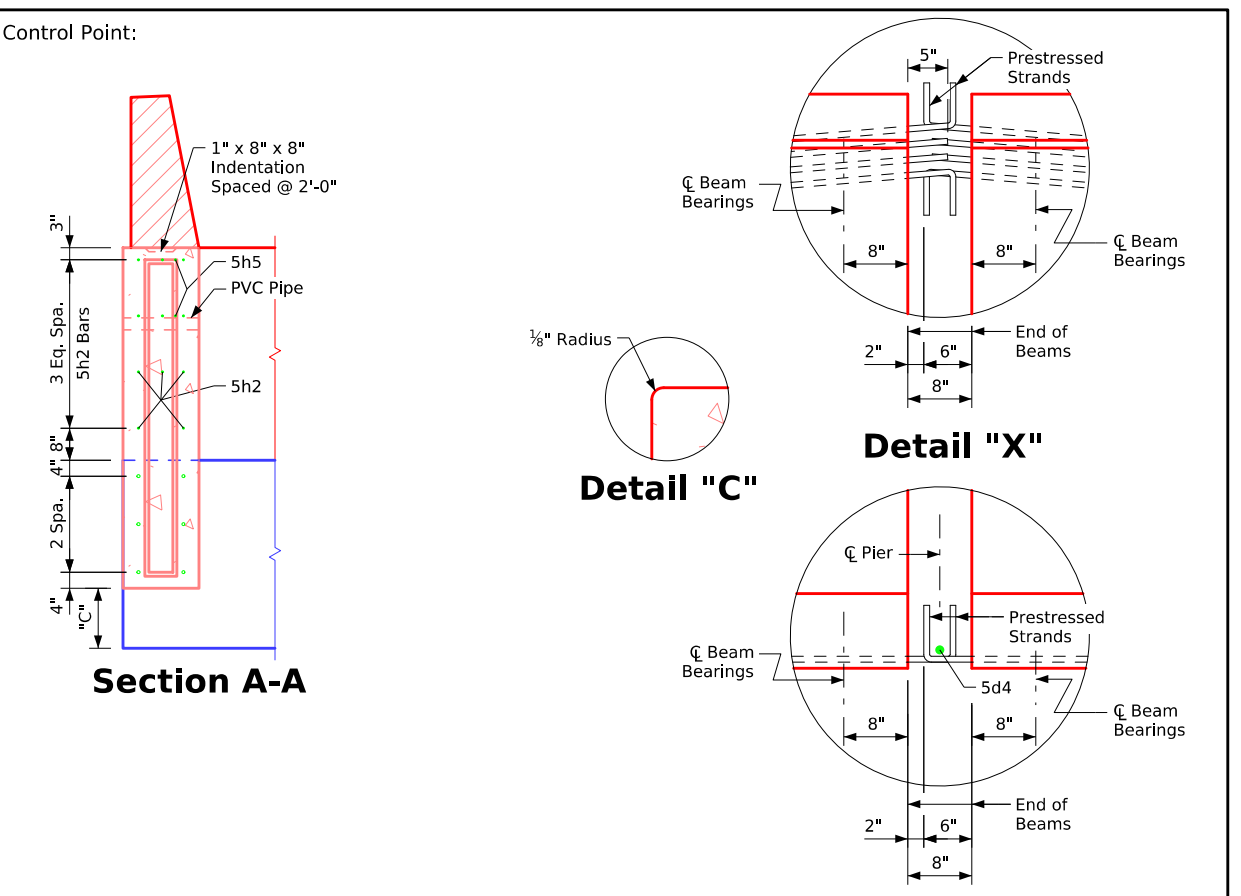 Control Point:
1" x 8" x 8"
Indentation
Spaced @ 2'-0"
3"
3 Eq. Spa.
5h2 Bars
8"
4"
2 Spa.
4"
"C"
5h5
PVC Pipe
5h2
Section A-A
⅛" Radius
Detail "C"
5"
Prestressed
Strands
℄ Beam
Bearings
8"
8"
℄ Beam
Bearings
End of
Beams
2"
6"
8"
Detail "X"
℄ Pier
Prestressed
Strands
℄ Beam
Bearings
5d4
8"
8"
℄ Beam
Bearings
End of
Beams
2"
6"
8"